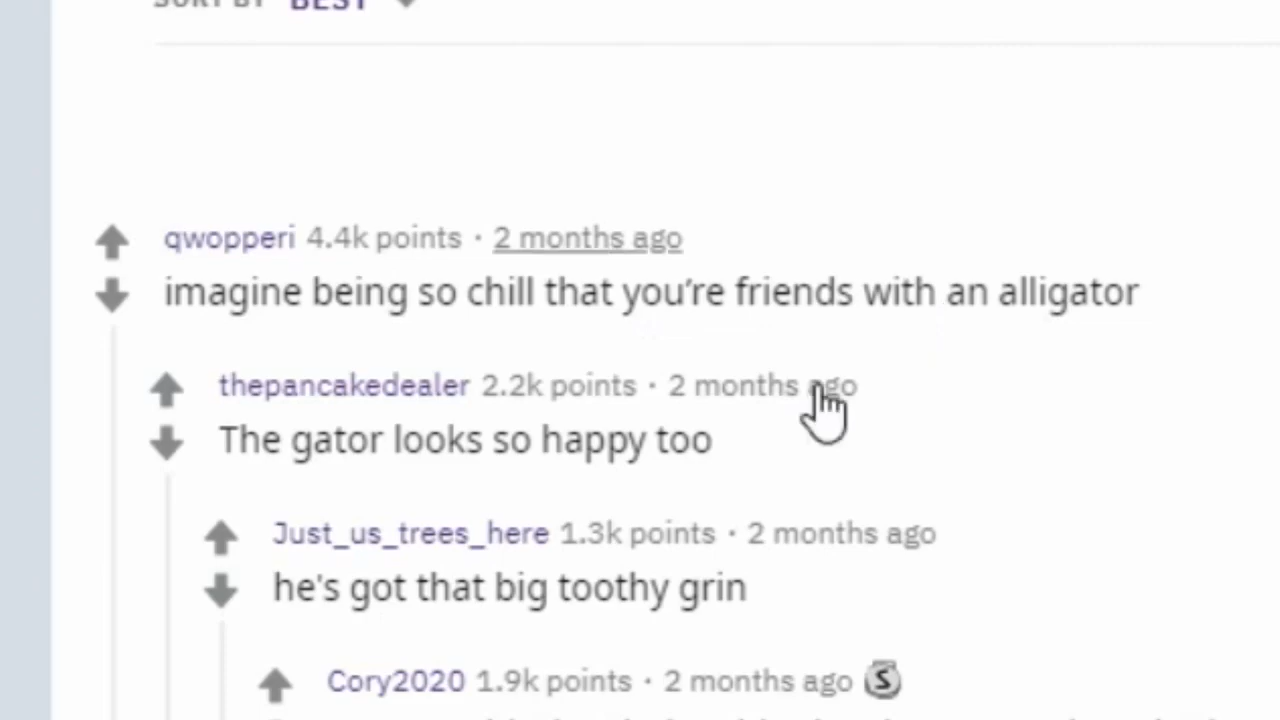 SORT BY BEST
qwopperi 4.4k points · 2 months ago
imagine being so chill that you’re friends with an alligator
thepancakedealer 2.2k points · 2 months ago
The gator looks so happy too
Just_us_trees_here 1.3k points · 2 months ago
he's got that big toothy grin
Cory2020 1.9k points · 2 months ago S